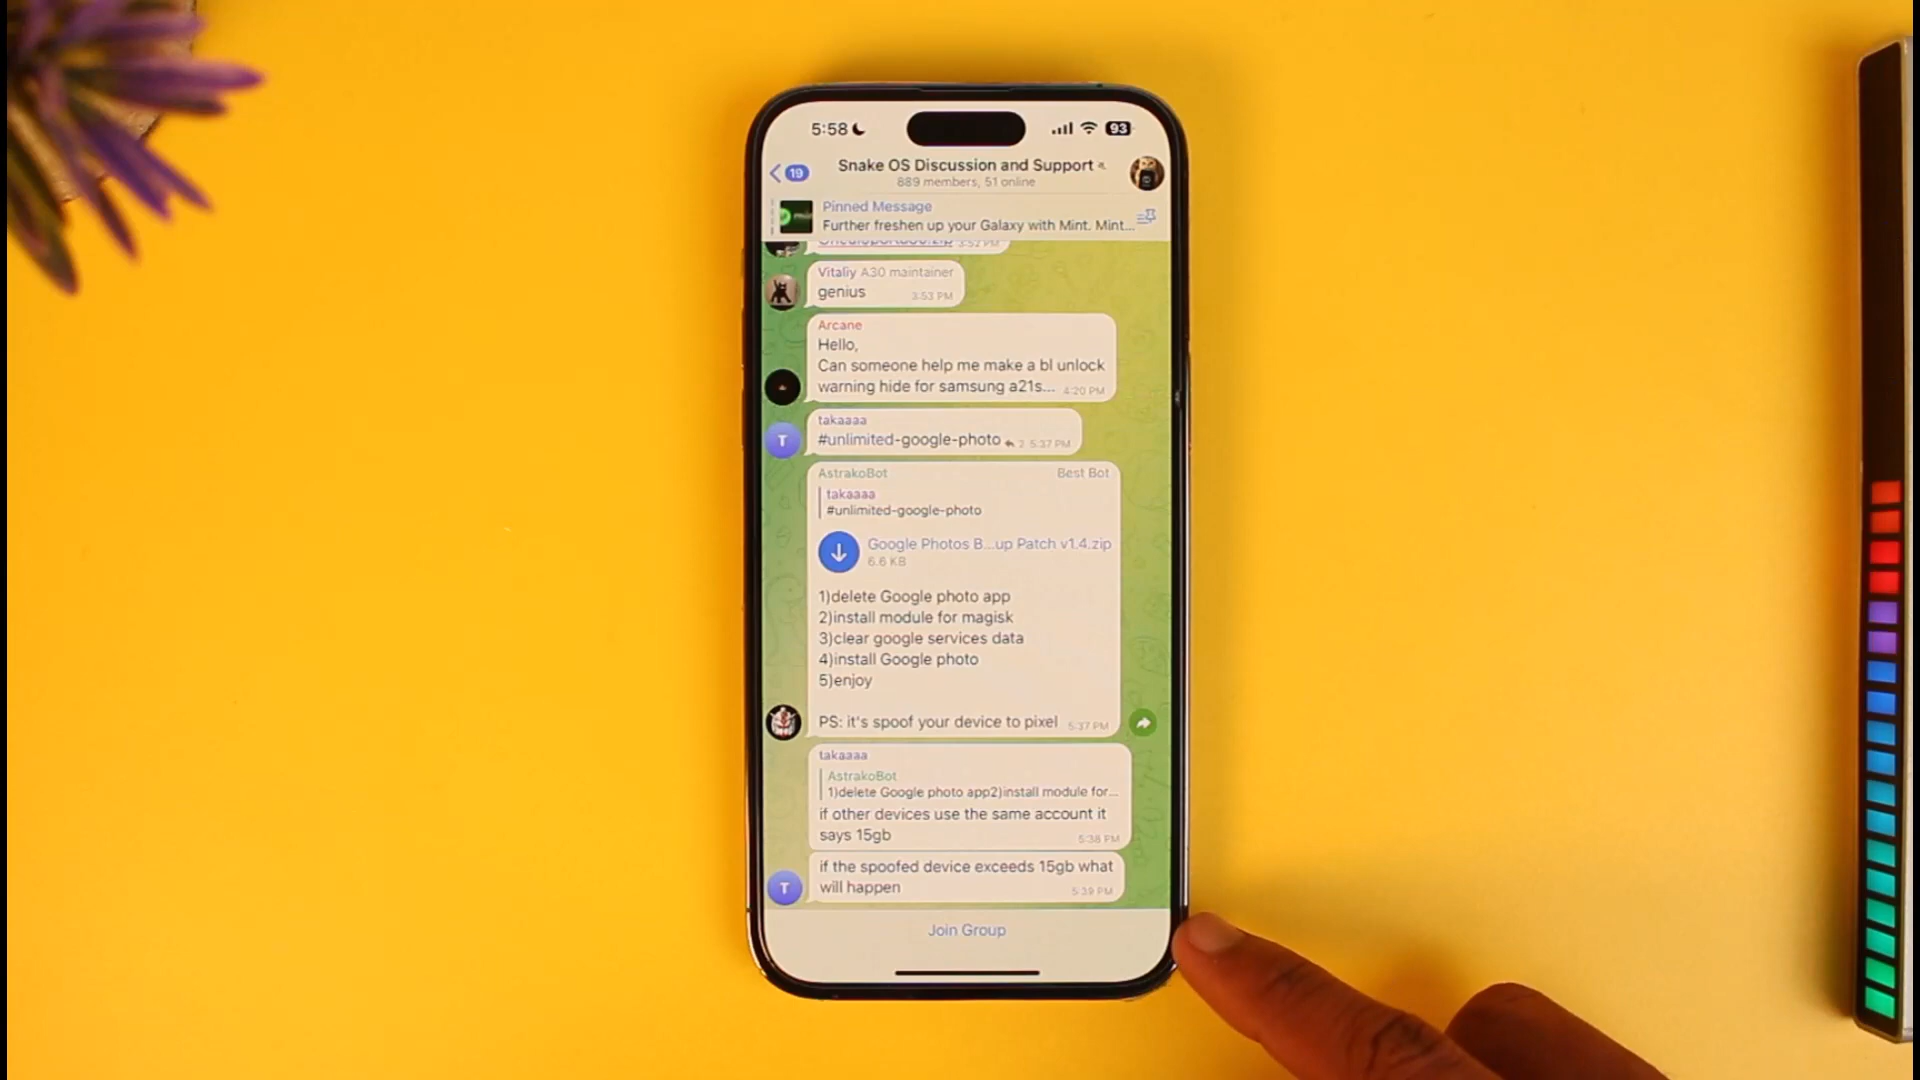 5:58
93
19
Snake OS Discussion and Support
889 members, 51 online
Pinned Message
Further freshen up your Galaxy with Mint. Mint...
3:52 PM
Vitaliy A30 maintainer
genius
3:53 PM
Arcane
Hello,
Can someone help me make a bl unlock
warning hide for samsung a21s...
4:20 PM
takaaaa
#unlimited-google-photo
2 5:37 PM
T
AstrakoBot
Best Bot
takaaaa
#unlimited-google-photo
Google Photos B...up Patch v1.4.zip
6.6 KB
1)delete Google photo app
2)install module for magisk
3)clear google services data
4)install Google photo
5)enjoy
PS: it's spoof your device to pixel
5:37 PM
takaaaa
AstrakoBot
1)delete Google photo app2)install module for...
if other devices use the same account it
says 15gb
5:38 PM
if the spoofed device exceeds 15gb what
will happen
5:39 PM
T
Join Group